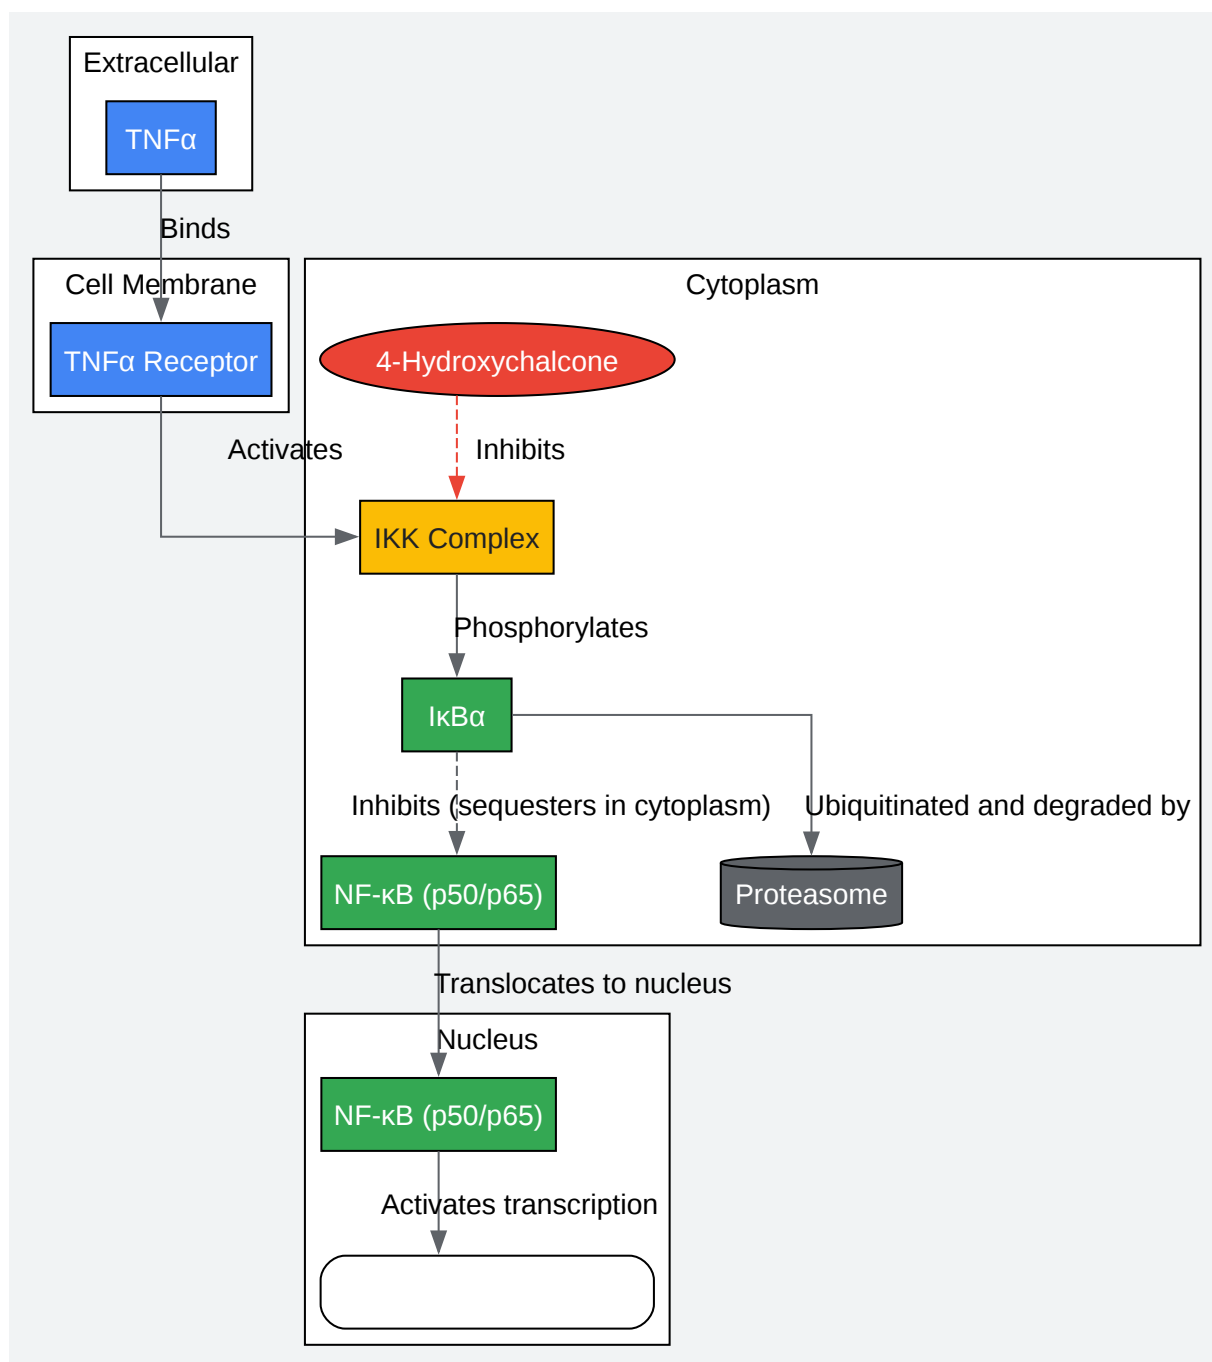 Extracellular
TNFα
Binds
Cell Membrane
TNFα Receptor
Cytoplasm
4-Hydroxychalcone
Activates
Inhibits
IKK Complex
Phosphorylates
IκBα
Inhibits (sequesters in cytoplasm)
Ubiquitinated and degraded by
NF-κB (p50/p65)
Proteasome
Translocates to nucleus
Nucleus
NF-κB (p50/p65)
Activates transcription